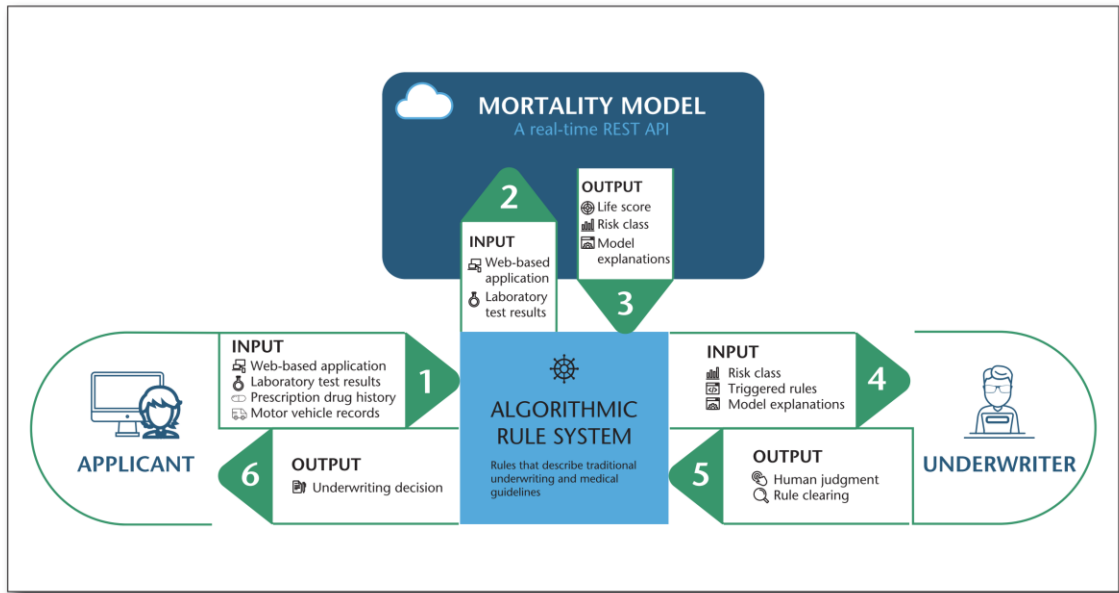 MORTALITY MODEL
A real-time REST API
2
INPUT
Web-based
application
Laboratory
test results
OUTPUT
Life score
Risk class
Model
explanations
3
INPUT
Web-based application
Laboratory test results
Prescription drug history
Motor vehicle records
1
APPLICANT
6
OUTPUT
Underwriting decision
ALGORITHMIC
RULE SYSTEM
Rules that describe traditional
underwriting and medical
guidelines
INPUT
Risk class
Triggered rules
Model explanations
4
5
OUTPUT
Human judgment
Rule clearing
UNDERWRITER